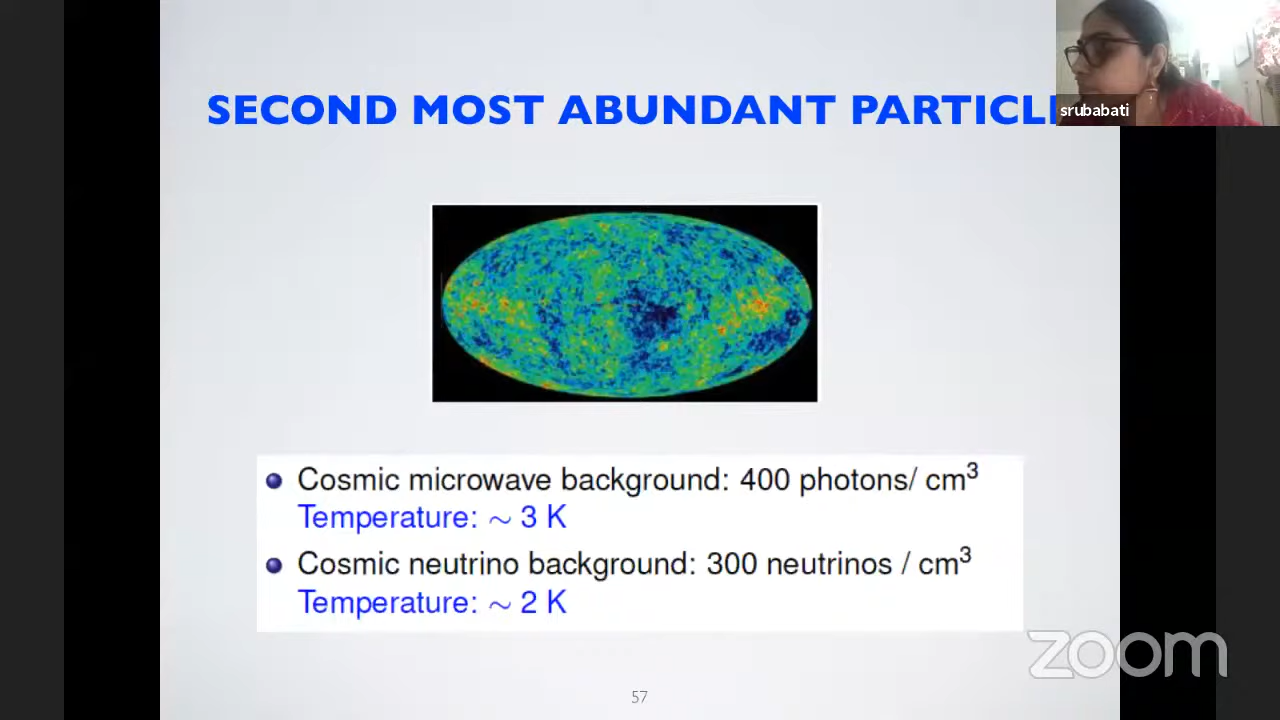 SECOND MOST ABUNDANT PARTICL
srubabati
Cosmic microwave background: 400 photons/ cm³
Temperature: ∼ 3 K
Cosmic neutrino background: 300 neutrinos / cm³
Temperature: ∼ 2 K
zoom
57